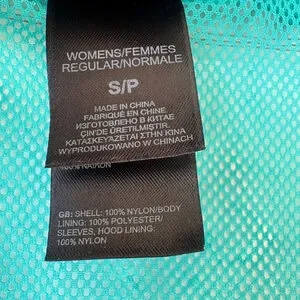 WOMENS/FEMMES
REGULAR/NORMALE
S/P
MADE IN CHINA
FABRIQUÉ EN CHINE
ИЗГОТОВЛЕНО В КИТАЕ
ÇIN'DE ÜRETILMIŞTIR.
ΚΑΤΑΣΚΕΥΑΖΕΤΑΙ ΣΤΗΝ ΚΙΝΑ
WYPRODUKOWANO W CHINACH
100%
GB: SHELL: 100% NYLON/BODY
LINING: 100% POLYESTER/
SLEEVES, HOOD LINING:
100% NYLON